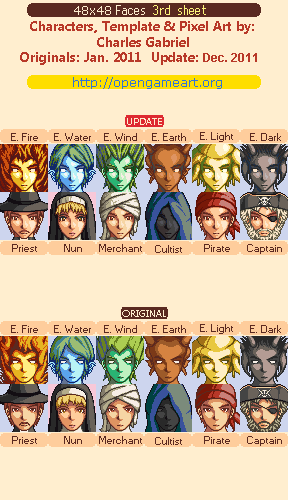 48x48 Faces 3rd sheet
Characters, Template & Pixel Art by:
Charles Gabriel
Originals: Jan. 2011 Update: Dec. 2011
http://opengameart.org
UPDATE
E. Fire E. Water E. Wind E. Earth E. Light E. Dark
Priest Nun Merchant Cultist Pirate Captain
ORIGINAL
E. Fire E. Water E. Wind E. Earth E. Light E. Dark
Priest Nun Merchant Cultist Pirate Captain